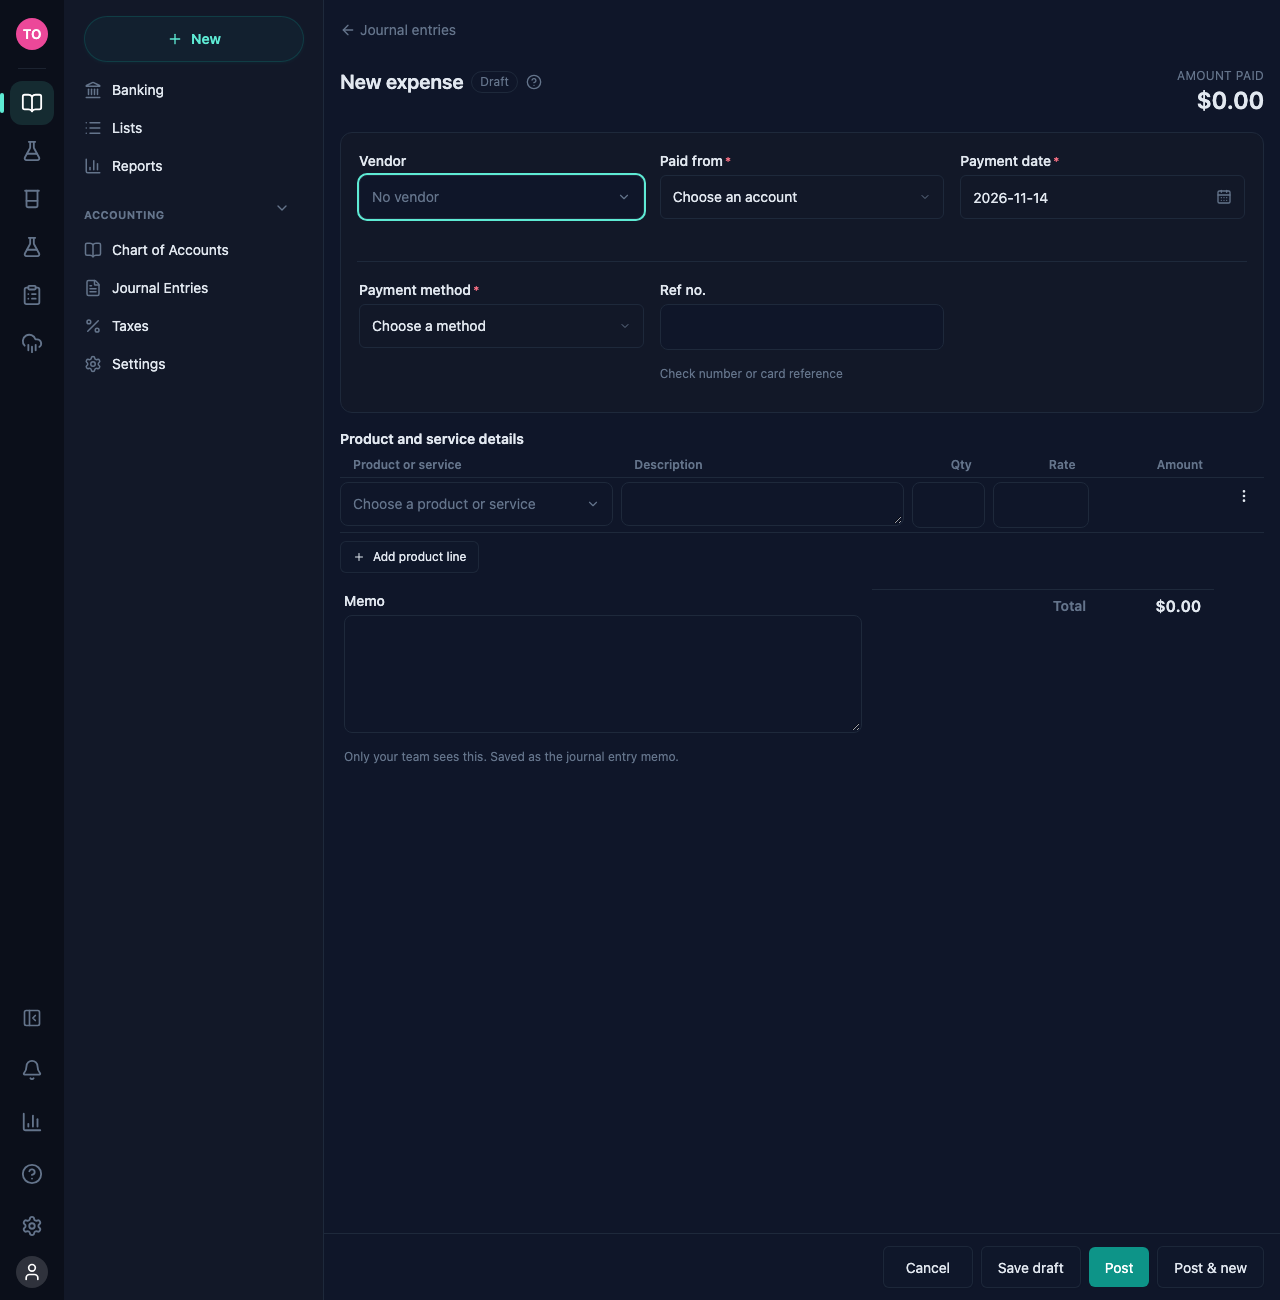 TO
New
Banking
Lists
Reports
ACCOUNTING
Chart of Accounts
Journal Entries
Taxes
Settings
Journal entries
New expense
Draft
AMOUNT PAID
$0.00
Vendor
Paid from*
Payment date*
No vendor
Choose an account
2026-11-14
Payment method*
Ref no.
Choose a method
Check number or card reference
Product and service details
Product or service
Description
Qty
Rate
Amount
Choose a product or service
Add product line
Memo
Total
$0.00
Only your team sees this. Saved as the journal entry memo.
Cancel
Save draft
Post
Post & new